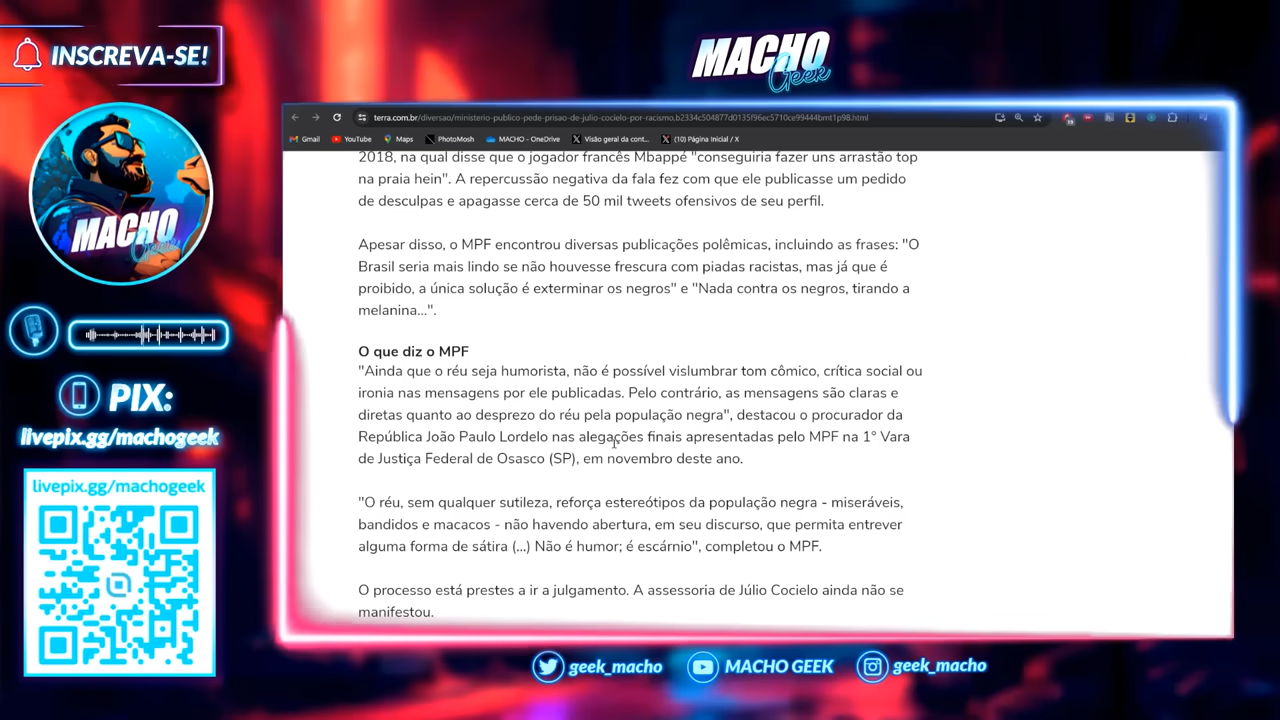 INSCREVA-SE!
MACHO
Geek
terra.com.br/diversao/ministerio-publico-pede-prisao-de-julio-cocielo-por-racismo,b2334c504877d0135f96ec5710ce99444bmt1p98.html
Gmail YouTube Maps PhotoMosh MACHO - OneDrive Visão geral da cont... (10) Página Inicial / X
2018, na qual disse que o jogador francês Mbappé "conseguiria fazer uns arrastão top
na praia hein". A repercussão negativa da fala fez com que ele publicasse um pedido
de desculpas e apagasse cerca de 50 mil tweets ofensivos de seu perfil.
Apesar disso, o MPF encontrou diversas publicações polêmicas, incluindo as frases: "O
Brasil seria mais lindo se não houvesse frescura com piadas racistas, mas já que é
proibido, a única solução é exterminar os negros" e "Nada contra os negros, tirando a
melanina...".
O que diz o MPF
"Ainda que o réu seja humorista, não é possível vislumbrar tom cômico, crítica social ou
ironia nas mensagens por ele publicadas. Pelo contrário, as mensagens são claras e
diretas quanto ao desprezo do réu pela população negra", destacou o procurador da
República João Paulo Lordelo nas alegações finais apresentadas pelo MPF na 1° Vara
de Justiça Federal de Osasco (SP), em novembro deste ano.
"O réu, sem qualquer sutileza, reforça estereótipos da população negra - miseráveis,
bandidos e macacos - não havendo abertura, em seu discurso, que permita entrever
alguma forma de sátira (...) Não é humor; é escárnio", completou o MPF.
O processo está prestes a ir a julgamento. A assessoria de Júlio Cocielo ainda não se
manifestou.
MACHO
Geek
PIX:
livepix.gg/machogeek
livepix.gg/machogeek
geek_macho MACHO GEEK geek_macho